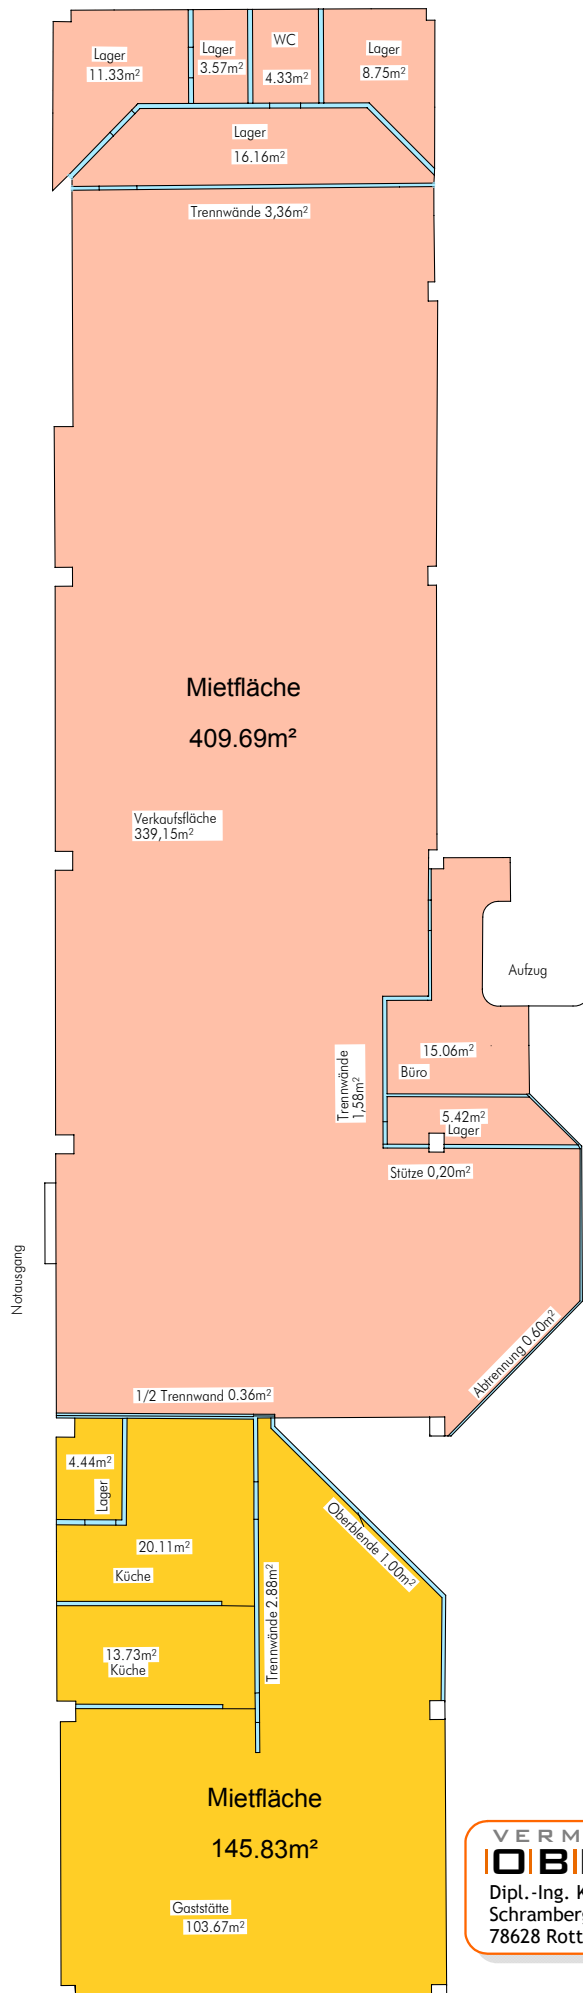 Lager
11.33m²
Lager
3.57m²
WC
4.33m²
Lager
8.75m²
Lager
16.16m²
Trennwände 3,36m²
Mietfläche
409.69m²
Verkaufsfläche
339,15m²
Aufzug
15.06m²
Büro
Trennwände
1,58m²
5.42m²
Lager
Stütze 0,20m²
Notausgang
Abtrennung 0.60m²
1/2 Trennwand 0.36m²
4.44m²
Lager
Oberblende 1.00m²
20.11m²
Küche
Trennwände 2.88m²
13.73m²
Küche
Mietfläche
145.83m²
Gaststätte
103.67m²
VERM
Dipl.-Ing. K
Schramberg
78628 Rott